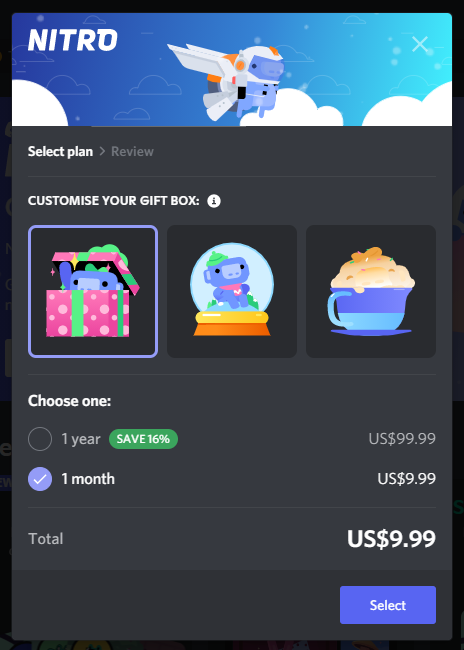 NITRO
Select plan > Review
CUSTOMISE YOUR GIFT BOX: i
Choose one:
1 year SAVE 16% US$99.99
1 month US$9.99
Total US$9.99
Select